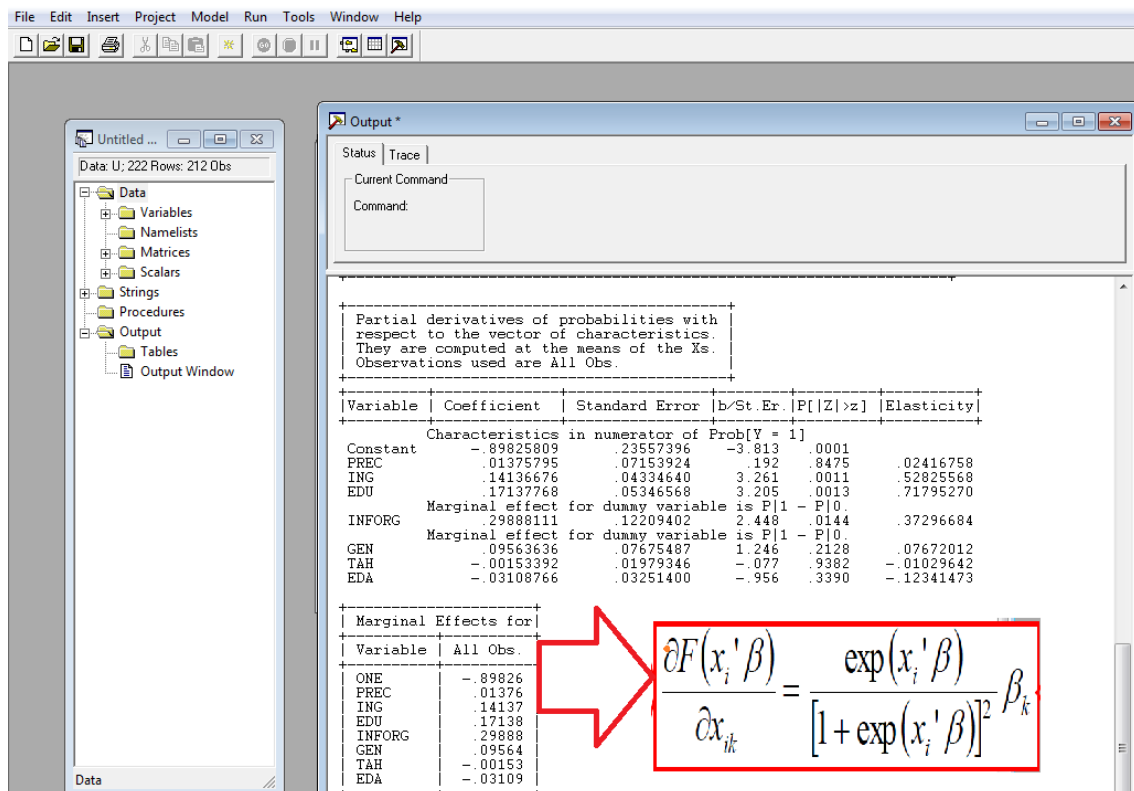 File Edit Insert Project Model Run Tools Window Help
Untitled ...
Data: U; 222 Rows: 212 Obs
Data
Variables
Namelists
Matrices
Scalars
Strings
Procedures
Output
Tables
Output Window
Data
Output *
Status Trace
Current Command
Command:
Partial derivatives of probabilities with
respect to the vector of characteristics.
They are computed at the means of the Xs.
Observations used are All Obs.
|Variable | Coefficient | Standard Error |b/St.Er.|P[|Z|>z] |Elasticity|
Characteristics in numerator of Prob[Y = 1]
Constant -.89825809 .23557396 -3.813 .0001
PREC .01375795 .07153924 .192 .8475 .02416758
ING .14136676 .04334640 3.261 .0011 .52825568
EDU .17137768 .05346568 3.205 .0013 .71795270
Marginal effect for dummy variable is P|1 - P|0.
INFORG .29888111 .12209402 2.448 .0144 .37296684
Marginal effect for dummy variable is P|1 - P|0.
GEN .09563636 .07675487 1.246 .2128 .07672012
TAH -.00153392 .01979346 -.077 .9382 -.01029642
EDA -.03108766 .03251400 -.956 .3390 -.12341473
| Marginal Effects for|
| Variable | All Obs. |
| ONE | -.89826 |
| PREC | .01376 |
| ING | .14137 |
| EDU | .17138 |
| INFORG | .29888 |
| GEN | .09564 |
| TAH | -.00153 |
| EDA | -.03109 |
∂F(x_i'β)/∂x_ik = exp(x_i'β)/[1+exp(x_i'β)]² β_k